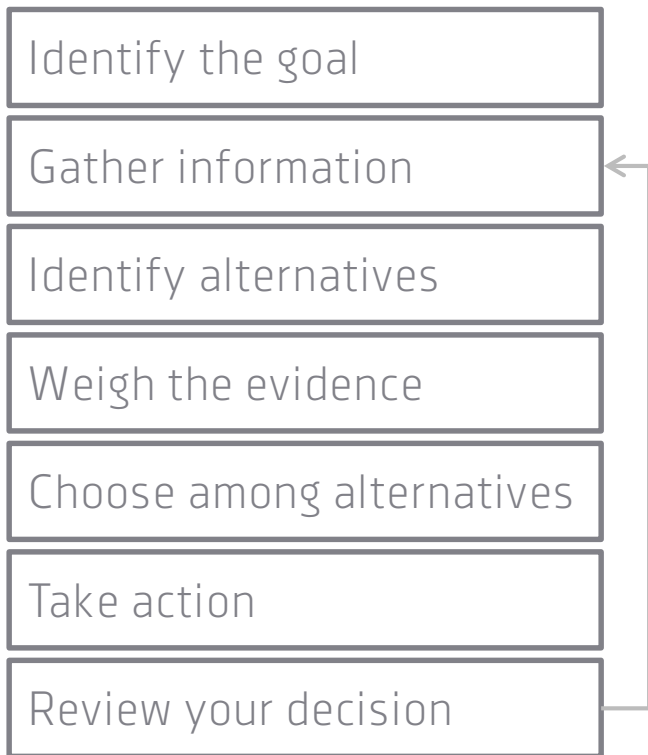 Identify the goal
Gather information
Identify alternatives
Weigh the evidence
Choose among alternatives
Take action
Review your decision